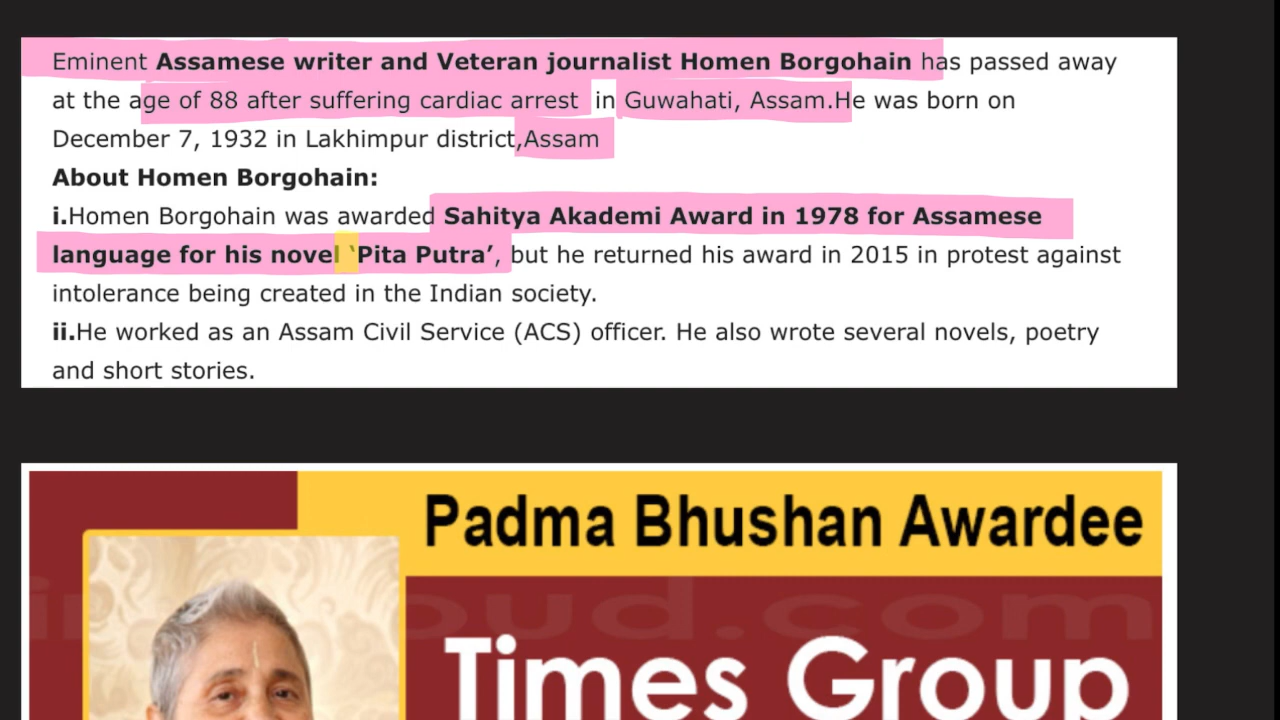 Eminent Assamese writer and Veteran journalist Homen Borgohain has passed away
at the age of 88 after suffering cardiac arrest in Guwahati, Assam.He was born on
December 7, 1932 in Lakhimpur district,Assam
About Homen Borgohain:
i.Homen Borgohain was awarded Sahitya Akademi Award in 1978 for Assamese
language for his novel ‘Pita Putra’, but he returned his award in 2015 in protest against
intolerance being created in the Indian society.
ii.He worked as an Assam Civil Service (ACS) officer. He also wrote several novels, poetry
and short stories.
Padma Bhushan Awardee
Times Group